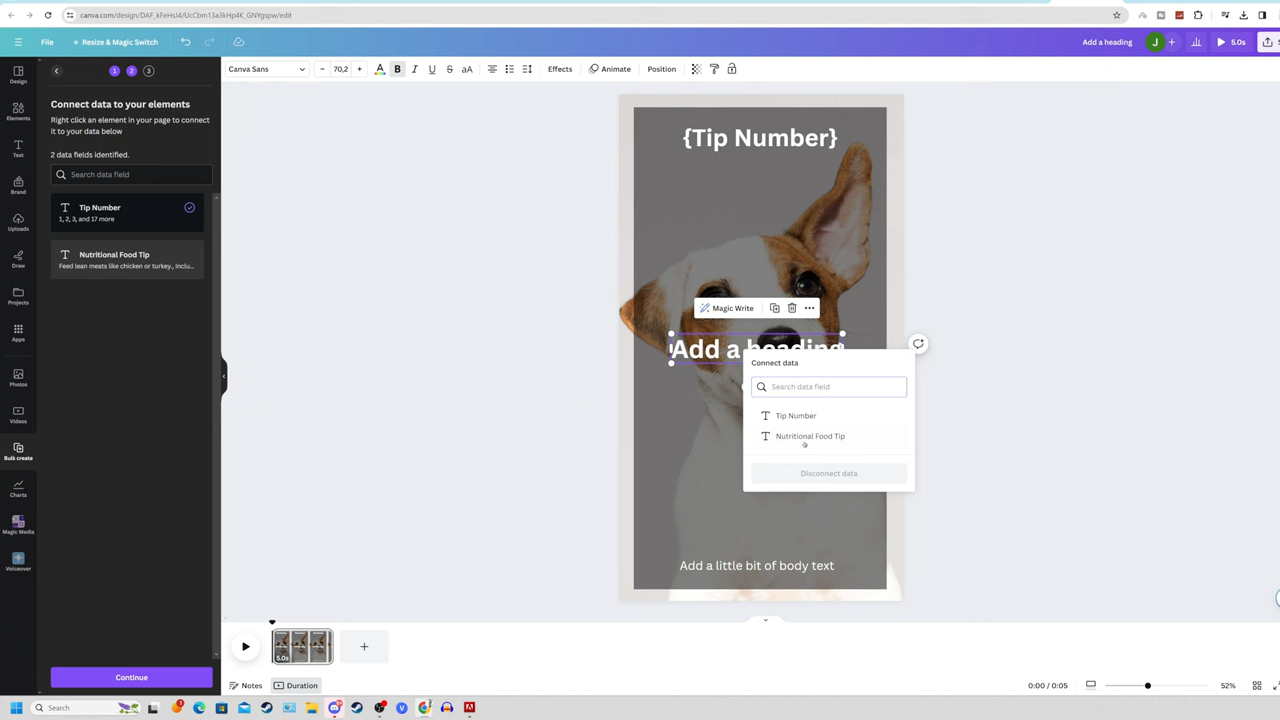 canva.com/design/DAF_kFeHsJ4/UcCbm13a3kHp4K_GNYgspw/edit
File
Resize & Magic Switch
Add a heading
J
5.0s
Design
Elements
Text
Brand
Uploads
Draw
Projects
Apps
Photos
Videos
Bulk create
Charts
Magic Media
Voiceover
1
2
3
Connect data to your elements
Right click an element in your page to connect
it to your data below
2 data fields identified.
Search data field
Tip Number
1, 2, 3, and 17 more
Nutritional Food Tip
Feed lean meats like chicken or turkey., Inclu...
Continue
Canva Sans
70,2
A
B
I
U
S
aA
Effects
Animate
Position
{Tip Number}
Magic Write
Add a heading
Connect data
Search data field
Tip Number
Nutritional Food Tip
Disconnect data
Add a little bit of body text
5.0s
Notes
Duration
0:00 / 0:05
52%
Search